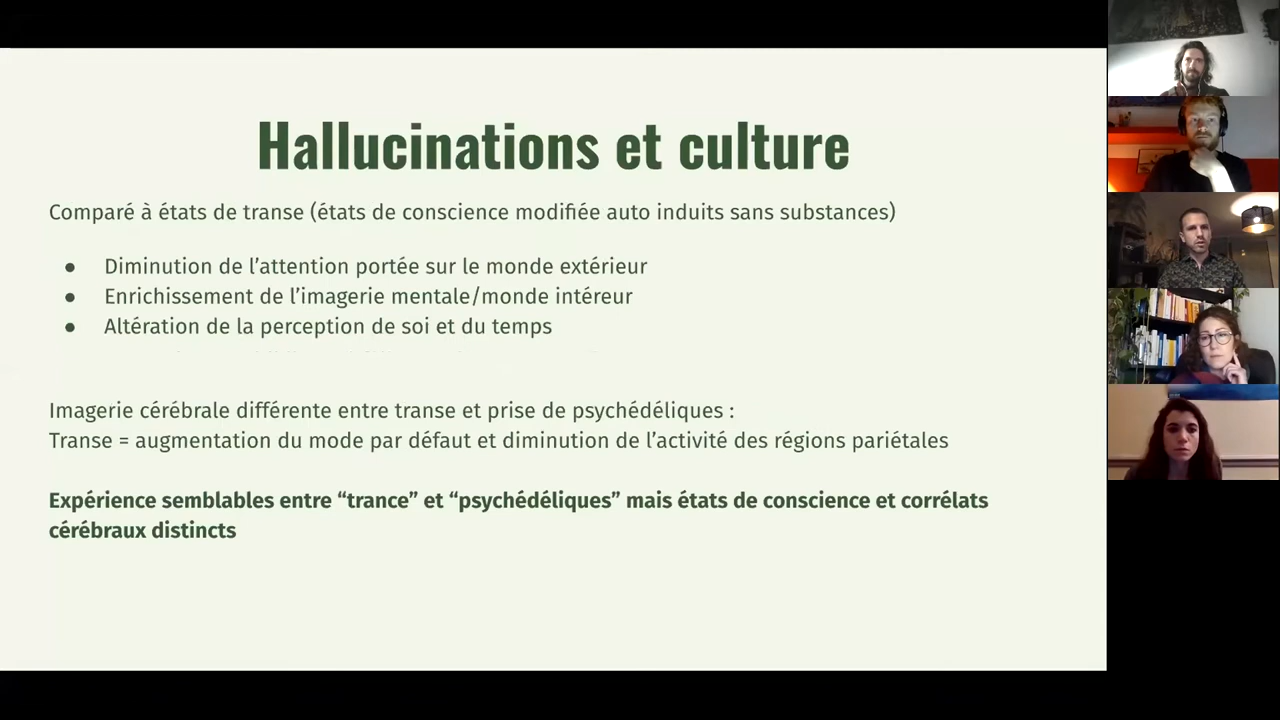 Hallucinations et culture
Comparé à états de transe (états de conscience modifiée auto induits sans substances)
● Diminution de l’attention portée sur le monde extérieur
● Enrichissement de l’imagerie mentale/monde intéreur
● Altération de la perception de soi et du temps
Imagerie cérébrale différente entre transe et prise de psychédéliques :
Transe = augmentation du mode par défaut et diminution de l’activité des régions pariétales
Expérience semblables entre “trance” et “psychédéliques” mais états de conscience et corrélats
cérébraux distincts